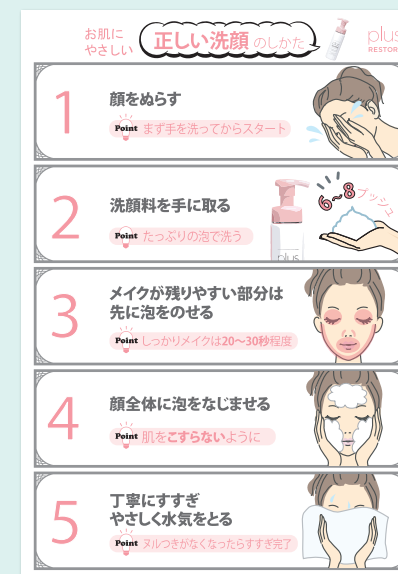 お肌に
やさしい
正しい洗顔 のしかた
plus
RESTOR
1
顔をぬらす
Point まず手を洗ってからスタート
2
洗顔料を手に取る
6～8プッシュ
Point たっぷりの泡で洗う
plus
3
メイクが残りやすい部分は
先に泡をのせる
Point しっかりメイクは20～30秒程度
4
顔全体に泡をなじませる
Point 肌をこすらないように
5
丁寧にすすぎ
やさしく水気をとる
Point ヌルつきがなくなったらすすぎ完了